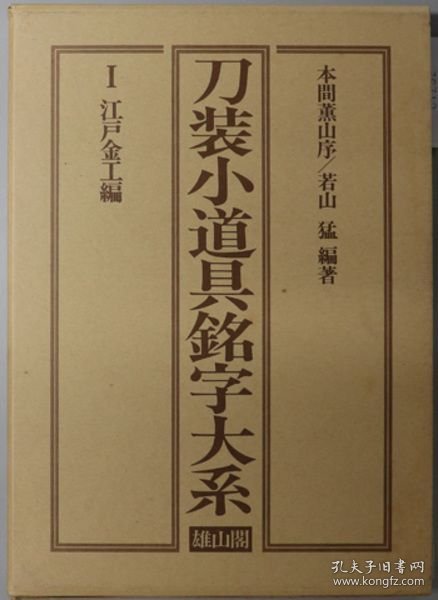 本間薫山序／若山 猛 編著
刀装小道具銘字大系
雄山閣
I 江戸金工編
孔夫子旧书网
www.kongfz.com